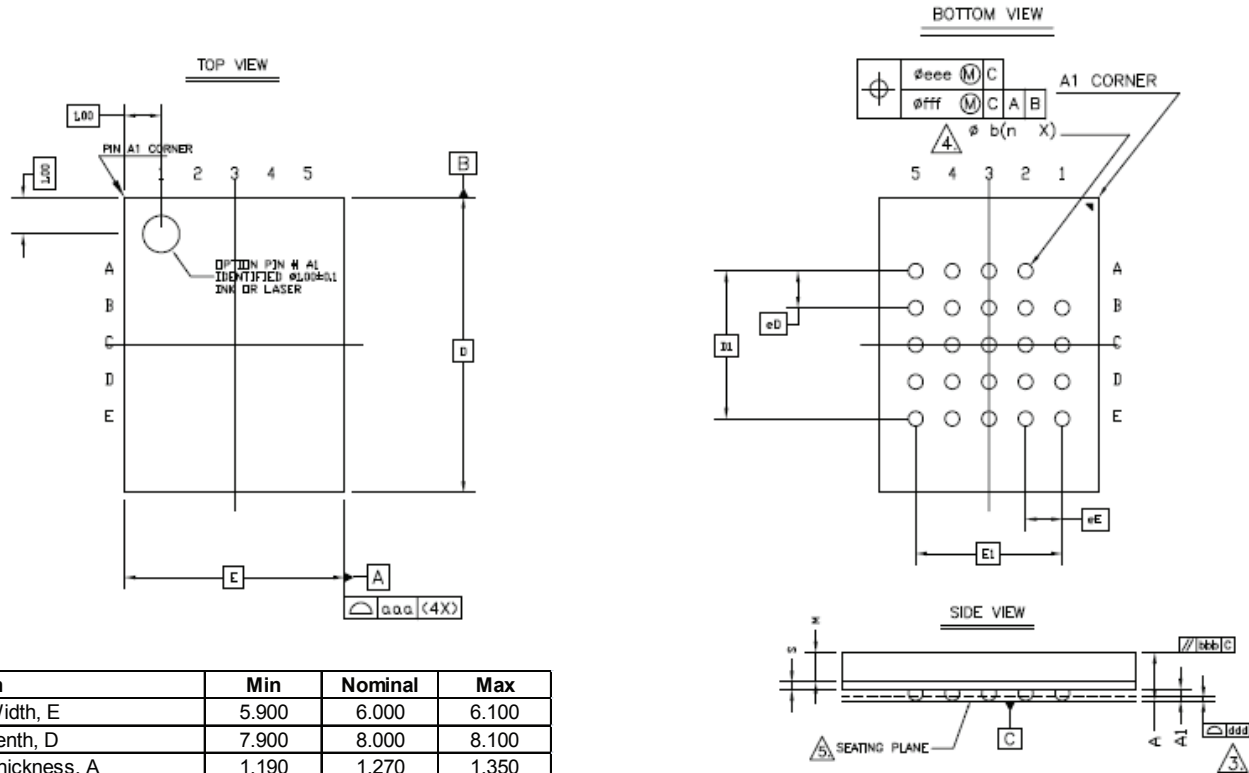 BOTTOM VIEW
TOP VIEW
øeee Ⓜ C
øfff Ⓜ C A B
A1 CORNER
4. ø b(n X)
1.00
PIN A1 CORNER
1.00
1 2 3 4 5
B
5 4 3 2 1
OPTION PIN # A1
IDENTIFIED ø1.00±0.1
INK OR LASER
A
B
C
D
E
D
A
B
C
D
E
eD
D1
eE
E1
E
A
aaa (4X)
SIDE VIEW
S
M
// bbb C
5. SEATING PLANE
C
A
A1
ddd
3.
Min Nominal Max
Width, E 5.900 6.000 6.100
enth, D 7.900 8.000 8.100
hickness, A 1.190 1.270 1.350